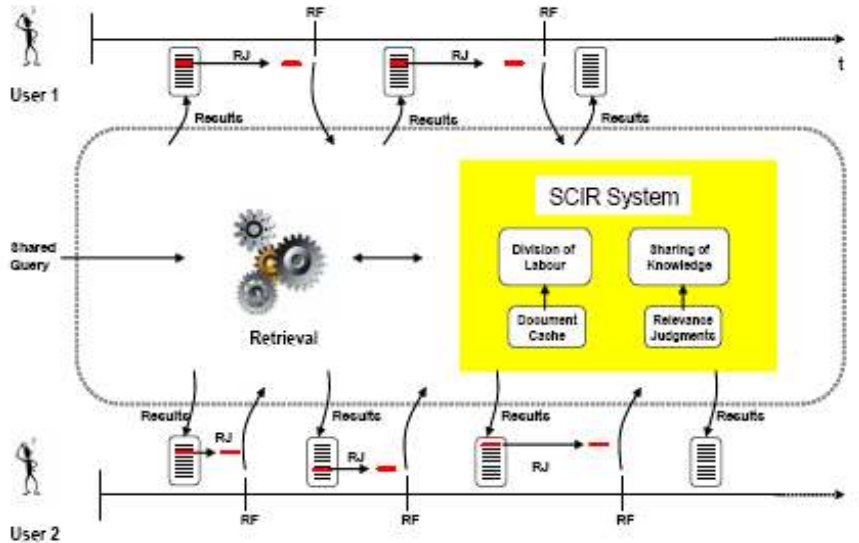 RF
RF
RJ
RJ
t
User 1
Results
Results
Results
SCIR System
Shared
Query
Division of
Labour
Sharing of
Knowledge
Document
Cache
Relevance
Judgments
Retrieval
Results
Results
Results
Results
RJ
RJ
RJ
RF
RF
RF
User 2